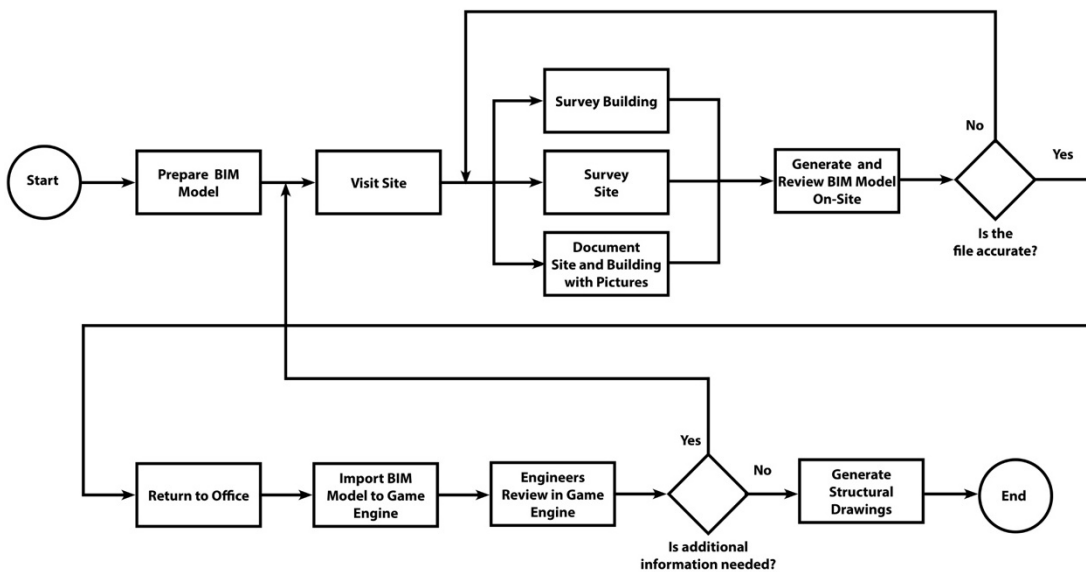 Start
Prepare BIM
Model
Visit Site
Survey Building
Survey
Site
Document
Site and Building
with Pictures
Generate and
Review BIM Model
On-Site
No
Yes
Is the
file accurate?
Return to Office
Import BIM
Model to Game
Engine
Engineers
Review in Game
Engine
Yes
No
Is additional
information needed?
Generate
Structural
Drawings
End